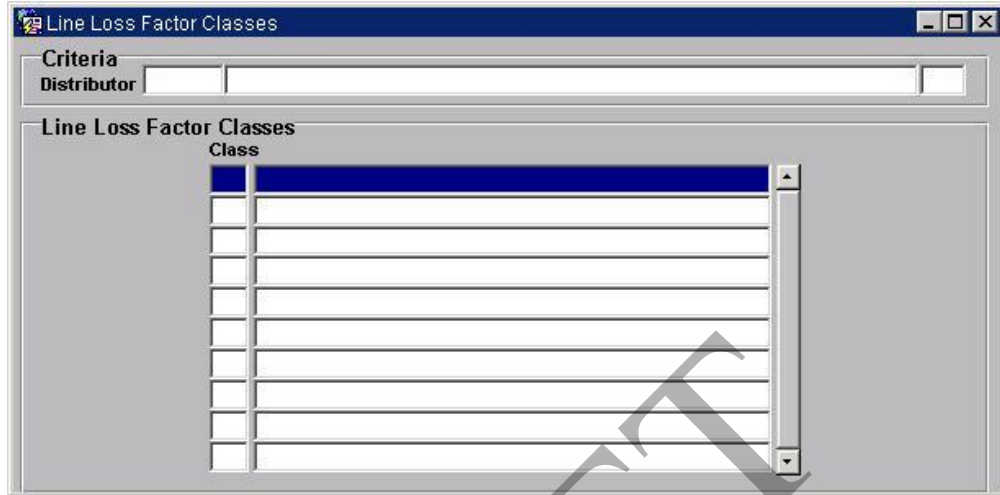 Line Loss Factor Classes
Criteria
Distributor
Line Loss Factor Classes
Class